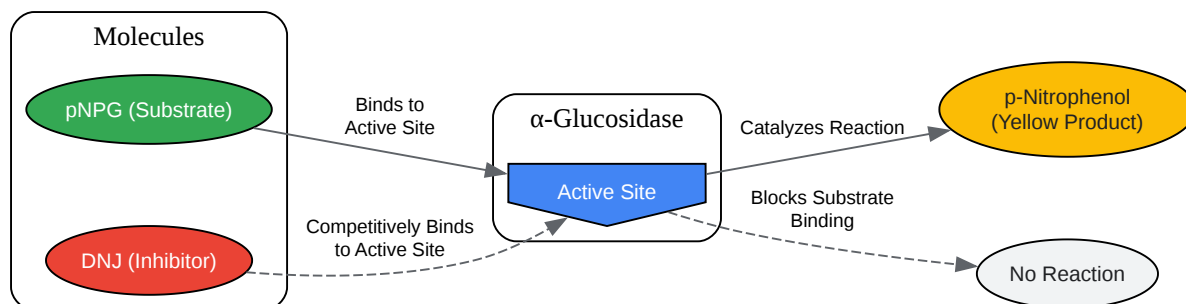 Molecules
pNPG (Substrate)
DNJ (Inhibitor)
Binds to
Active Site
Competitively Binds
to Active Site
α-Glucosidase
Active Site
Catalyzes Reaction
Blocks Substrate
Binding
p-Nitrophenol
(Yellow Product)
No Reaction